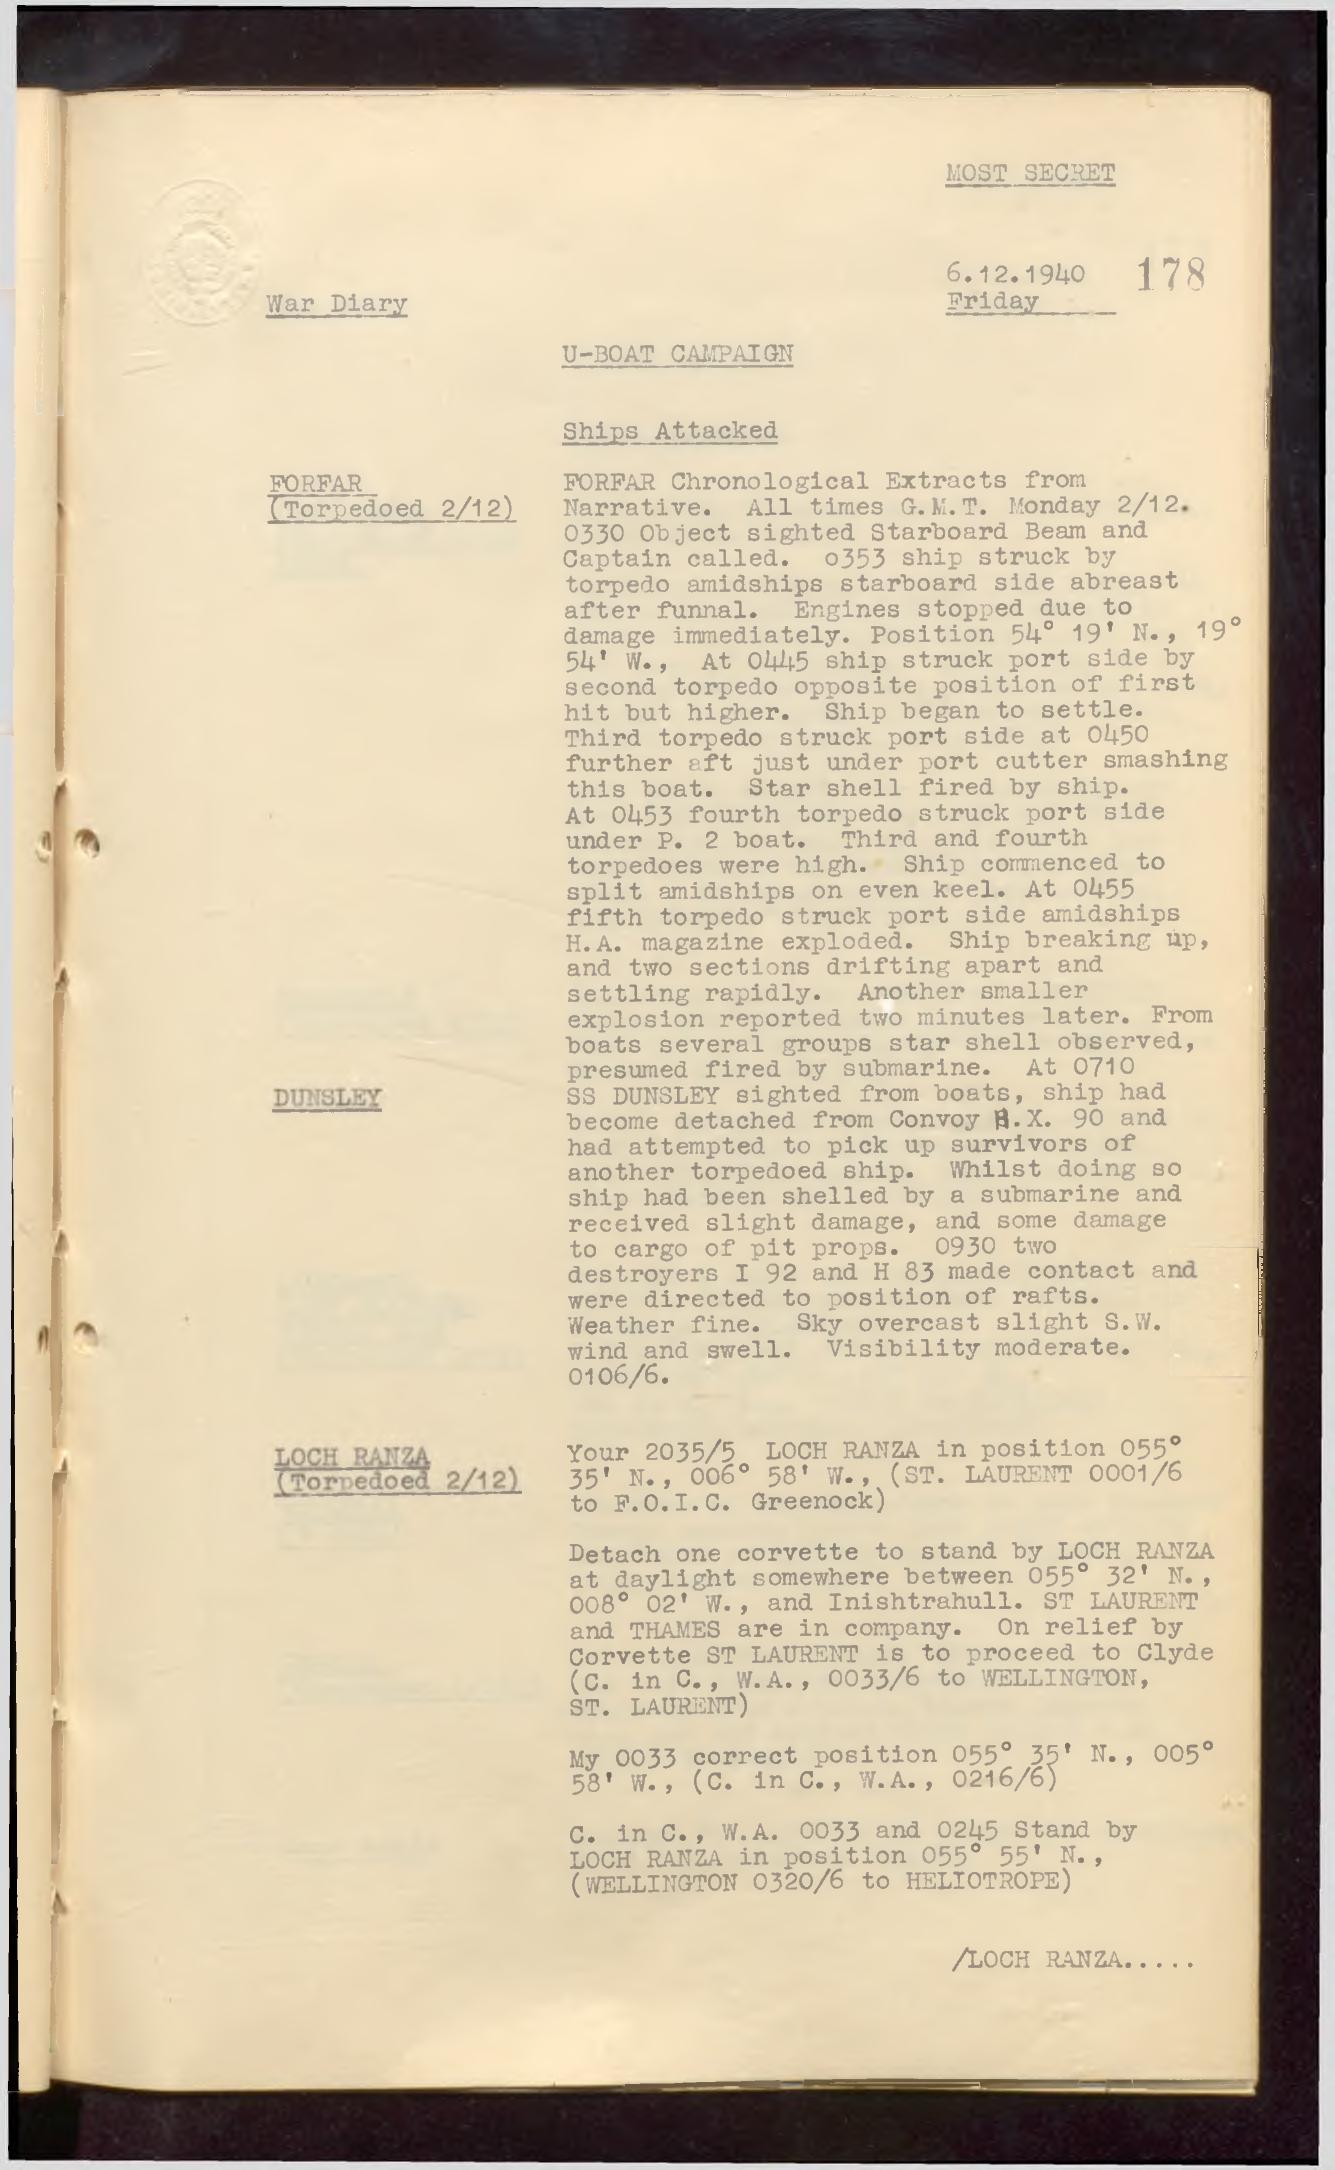 MOST SECRET
6.12.1940 178
War Diary
Friday
U-BOAT CAMPAIGN
Ships Attacked
FORFAR
(Torpedoed 2/12)
FORFAR Chronological Extracts from
Narrative. All times G.M.T. Monday 2/12.
0330 Object sighted Starboard Beam and
Captain called. o353 ship struck by
torpedo amidships starboard side abreast
after funnal. Engines stopped due to
damage immediately. Position 54° 19' N., 19°
54' W., At 0445 ship struck port side by
second torpedo opposite position of first
hit but higher. Ship began to settle.
Third torpedo struck port side at 0450
further aft just under port cutter smashing
this boat. Star shell fired by ship.
At 0453 fourth torpedo struck port side
under P. 2 boat. Third and fourth
torpedoes were high. Ship commenced to
split amidships on even keel. At 0455
fifth torpedo struck port side amidships
H.A. magazine exploded. Ship breaking up,
and two sections drifting apart and
settling rapidly. Another smaller
explosion reported two minutes later. From
boats several groups star shell observed,
presumed fired by submarine. At 0710
DUNSLEY
SS DUNSLEY sighted from boats, ship had
become detached from Convoy H.X. 90 and
had attempted to pick up survivors of
another torpedoed ship. Whilst doing so
ship had been shelled by a submarine and
received slight damage, and some damage
to cargo of pit props. 0930 two
destroyers I 92 and H 83 made contact and
were directed to position of rafts.
Weather fine. Sky overcast slight S.W.
wind and swell. Visibility moderate.
0106/6.
LOCH RANZA
(Torpedoed 2/12)
Your 2035/5 LOCH RANZA in position 055°
35' N., 006° 58' W., (ST. LAURENT 0001/6
to F.O.I.C. Greenock)
Detach one corvette to stand by LOCH RANZA
at daylight somewhere between 055° 32' N.,
008° 02' W., and Inishtrahull. ST LAURENT
and THAMES are in company. On relief by
Corvette ST LAURENT is to proceed to Clyde
(C. in C., W.A., 0033/6 to WELLINGTON,
ST. LAURENT)
My 0033 correct position 055° 35' N., 005°
58' W., (C. in C., W.A., 0216/6)
C. in C., W.A. 0033 and 0245 Stand by
LOCH RANZA in position 055° 55' N.,
(WELLINGTON 0320/6 to HELIOTROPE)
/LOCH RANZA.....